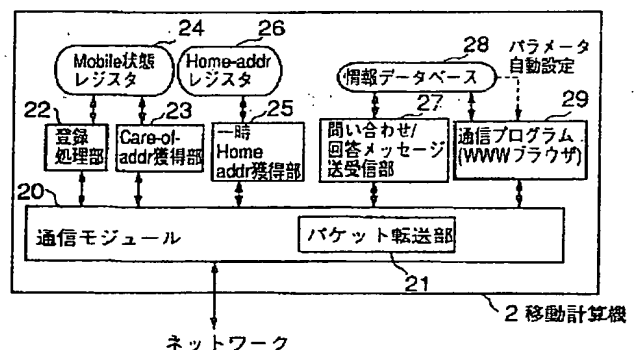 24
26
Mobile状態
レジスタ
Home-addr
レジスタ
28
情報データベース
パラメータ
自動設定
22
23
25
27
29
登録
処理部
Care-of-
addr獲得部
一時
Home
addr獲得部
問い合わせ/
回答メッセージ
送受信部
通信プログラム
(WWWブラウザ)
20
通信モジュール
パケット転送部
21
2 移動計算機
ネットワーク